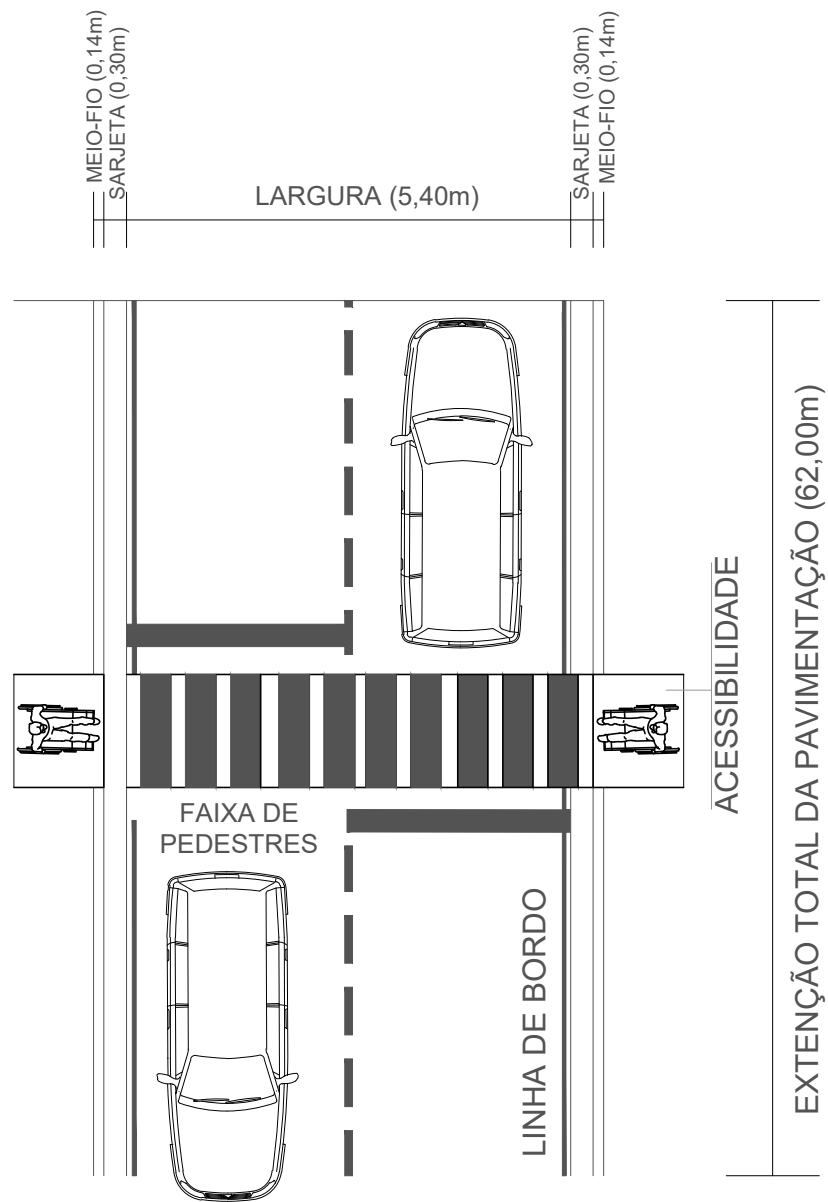 MEIO-FIO (0,14m)
SARJETA (0,30m)
LARGURA (5,40m)
SARJETA (0,30m)
MEIO-FIO (0,14m)
EXTENÇÃO TOTAL DA PAVIMENTAÇÃO (62,00m)
ACESSIBILIDADE
FAIXA DE
PEDESTRES
LINHA DE BORDO